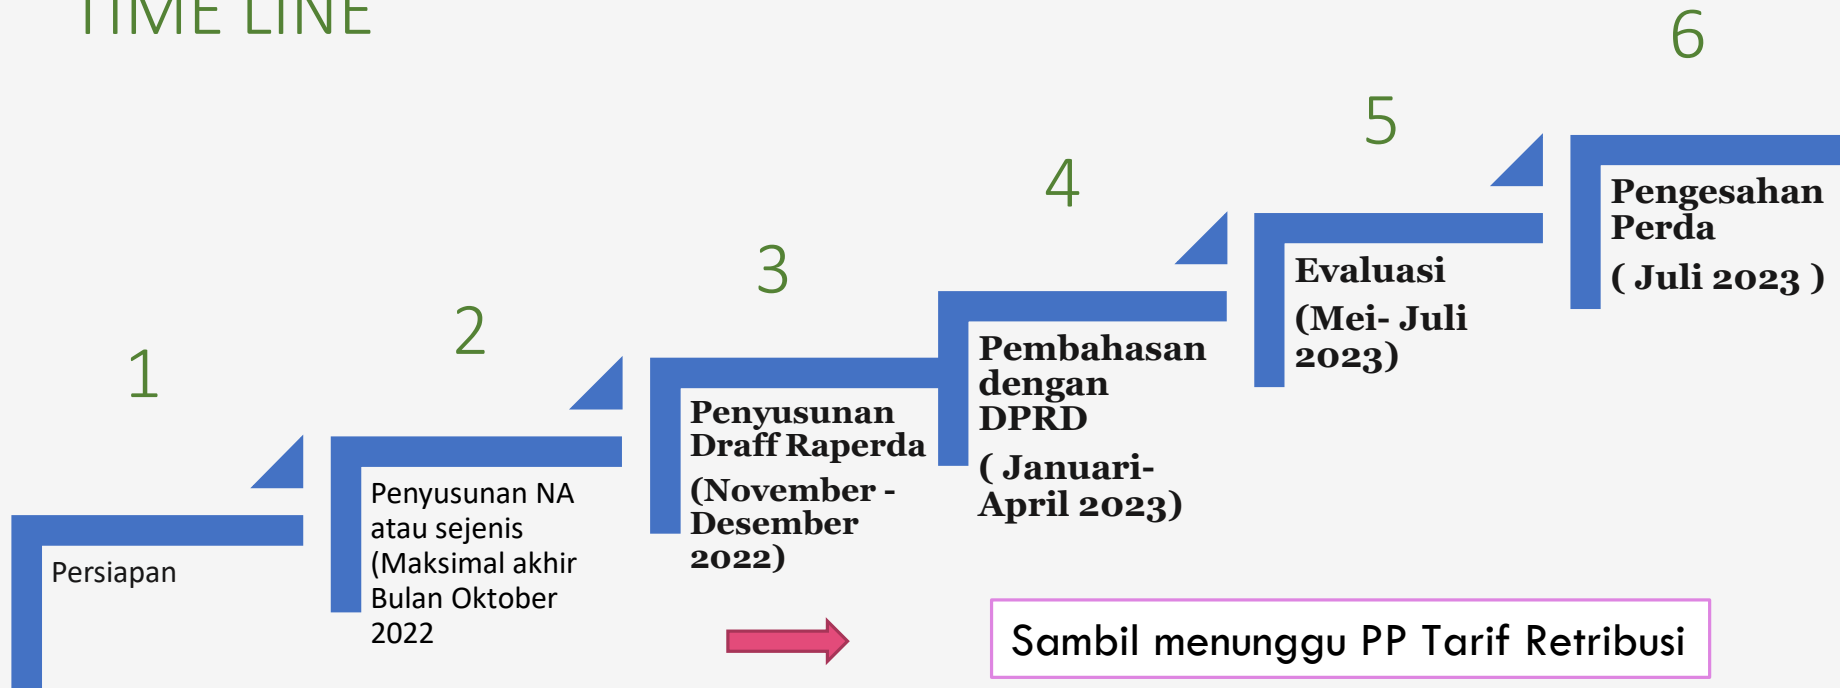 TIME LINE
1
Persiapan
2
Penyusunan NA
atau sejenis
(Maksimal akhir
Bulan Oktober
2022
3
Penyusunan
Draff Raperda
(November -
Desember
2022)
4
Pembahasan
dengan
DPRD
( Januari-
April 2023)
5
Evaluasi
(Mei- Juli
2023)
6
Pengesahan
Perda
( Juli 2023 )
Sambil menunggu PP Tarif Retribusi